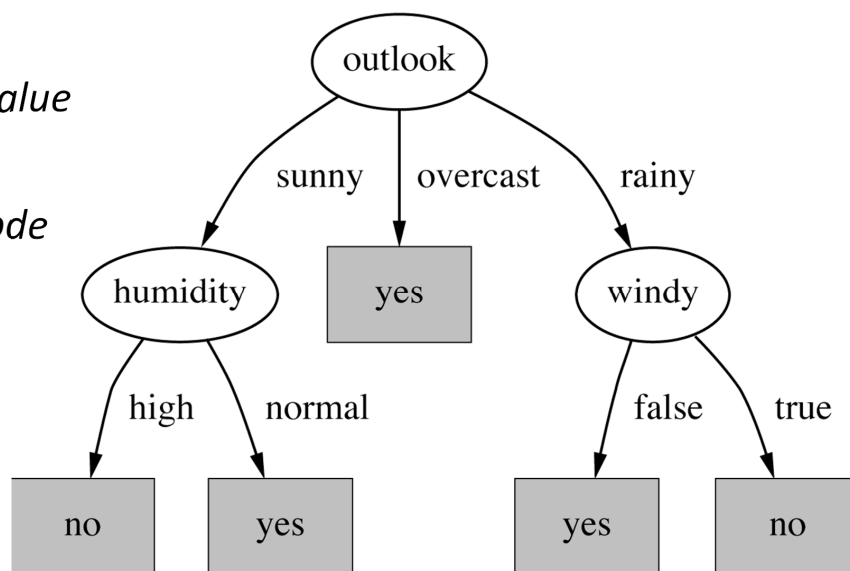 outlook
alue
sunny overcast rainy
ode
humidity yes windy
high normal false true
no yes yes no